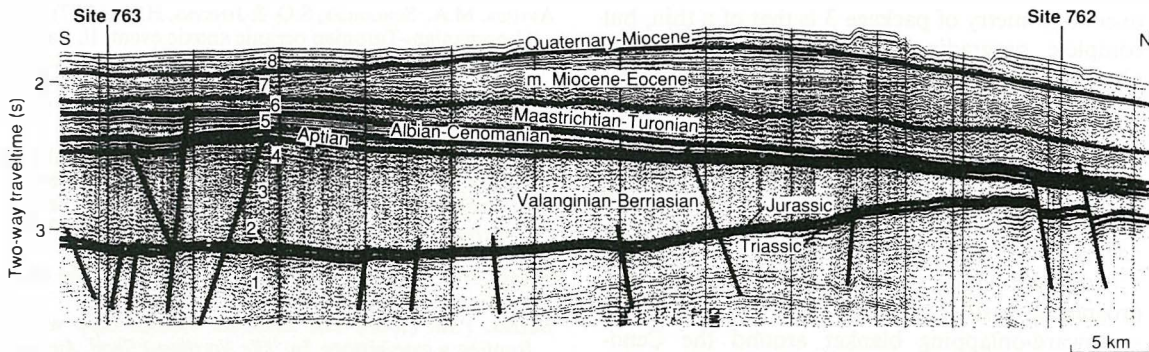 Site 763
Site 762
S
N
Quaternary-Miocene
8
2
7
m. Miocene-Eocene
6
Maastrichtian-Turonian
5
Albian-Cenomanian
Aptian
4
3
Valanginian-Berriasian
Jurassic
3
2
Triassic
1
Two-way traveltime (s)
5 km